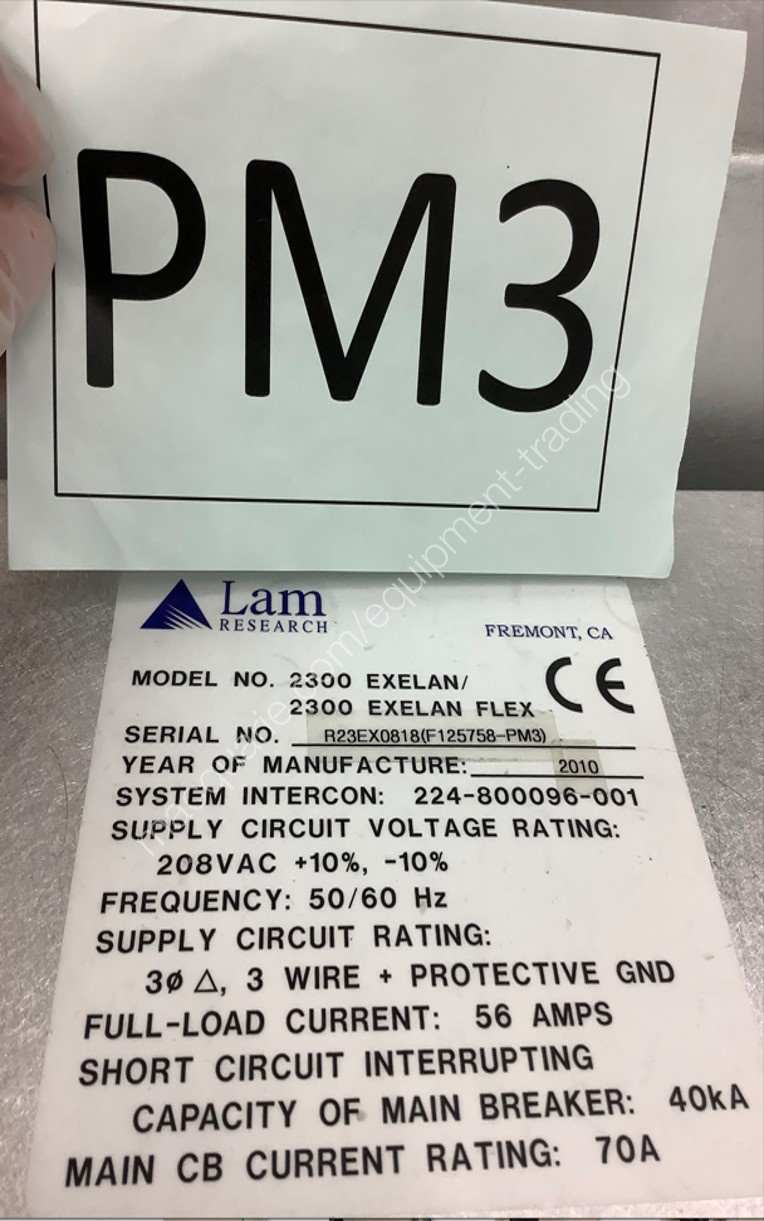 PM3
Lam
RESEARCH
FREMONT, CA
MODEL NO. 2300 EXELAN/
2300 EXELAN FLEX
CE
SERIAL NO. R23EX0818(F125758-PM3)
YEAR OF MANUFACTURE: 2010
SYSTEM INTERCON: 224-800096-001
SUPPLY CIRCUIT VOLTAGE RATING:
208VAC +10%, -10%
FREQUENCY: 50/60 Hz
SUPPLY CIRCUIT RATING:
3ø △, 3 WIRE + PROTECTIVE GND
FULL-LOAD CURRENT: 56 AMPS
SHORT CIRCUIT INTERRUPTING
CAPACITY OF MAIN BREAKER: 40kA
MAIN CB CURRENT RATING: 70A